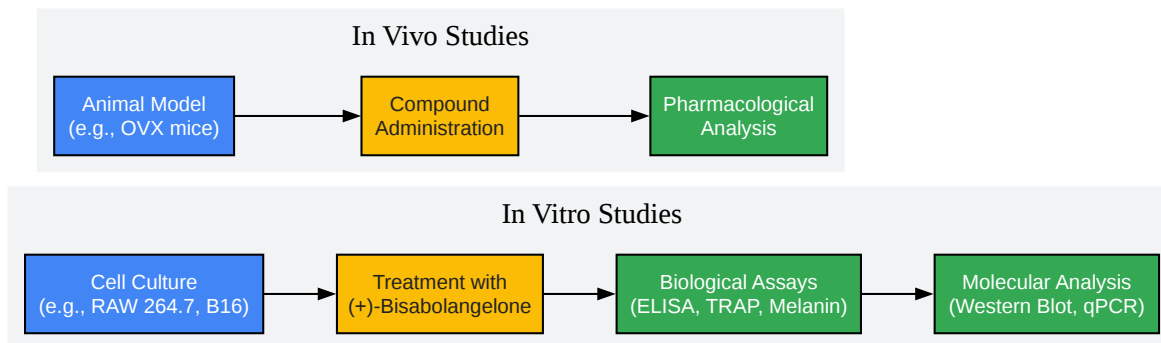 In Vivo Studies
Animal Model
(e.g., OVX mice)
Compound
Administration
Pharmacological
Analysis
In Vitro Studies
Cell Culture
(e.g., RAW 264.7, B16)
Treatment with
(+)-Bisabolangelone
Biological Assays
(ELISA, TRAP, Melanin)
Molecular Analysis
(Western Blot, qPCR)